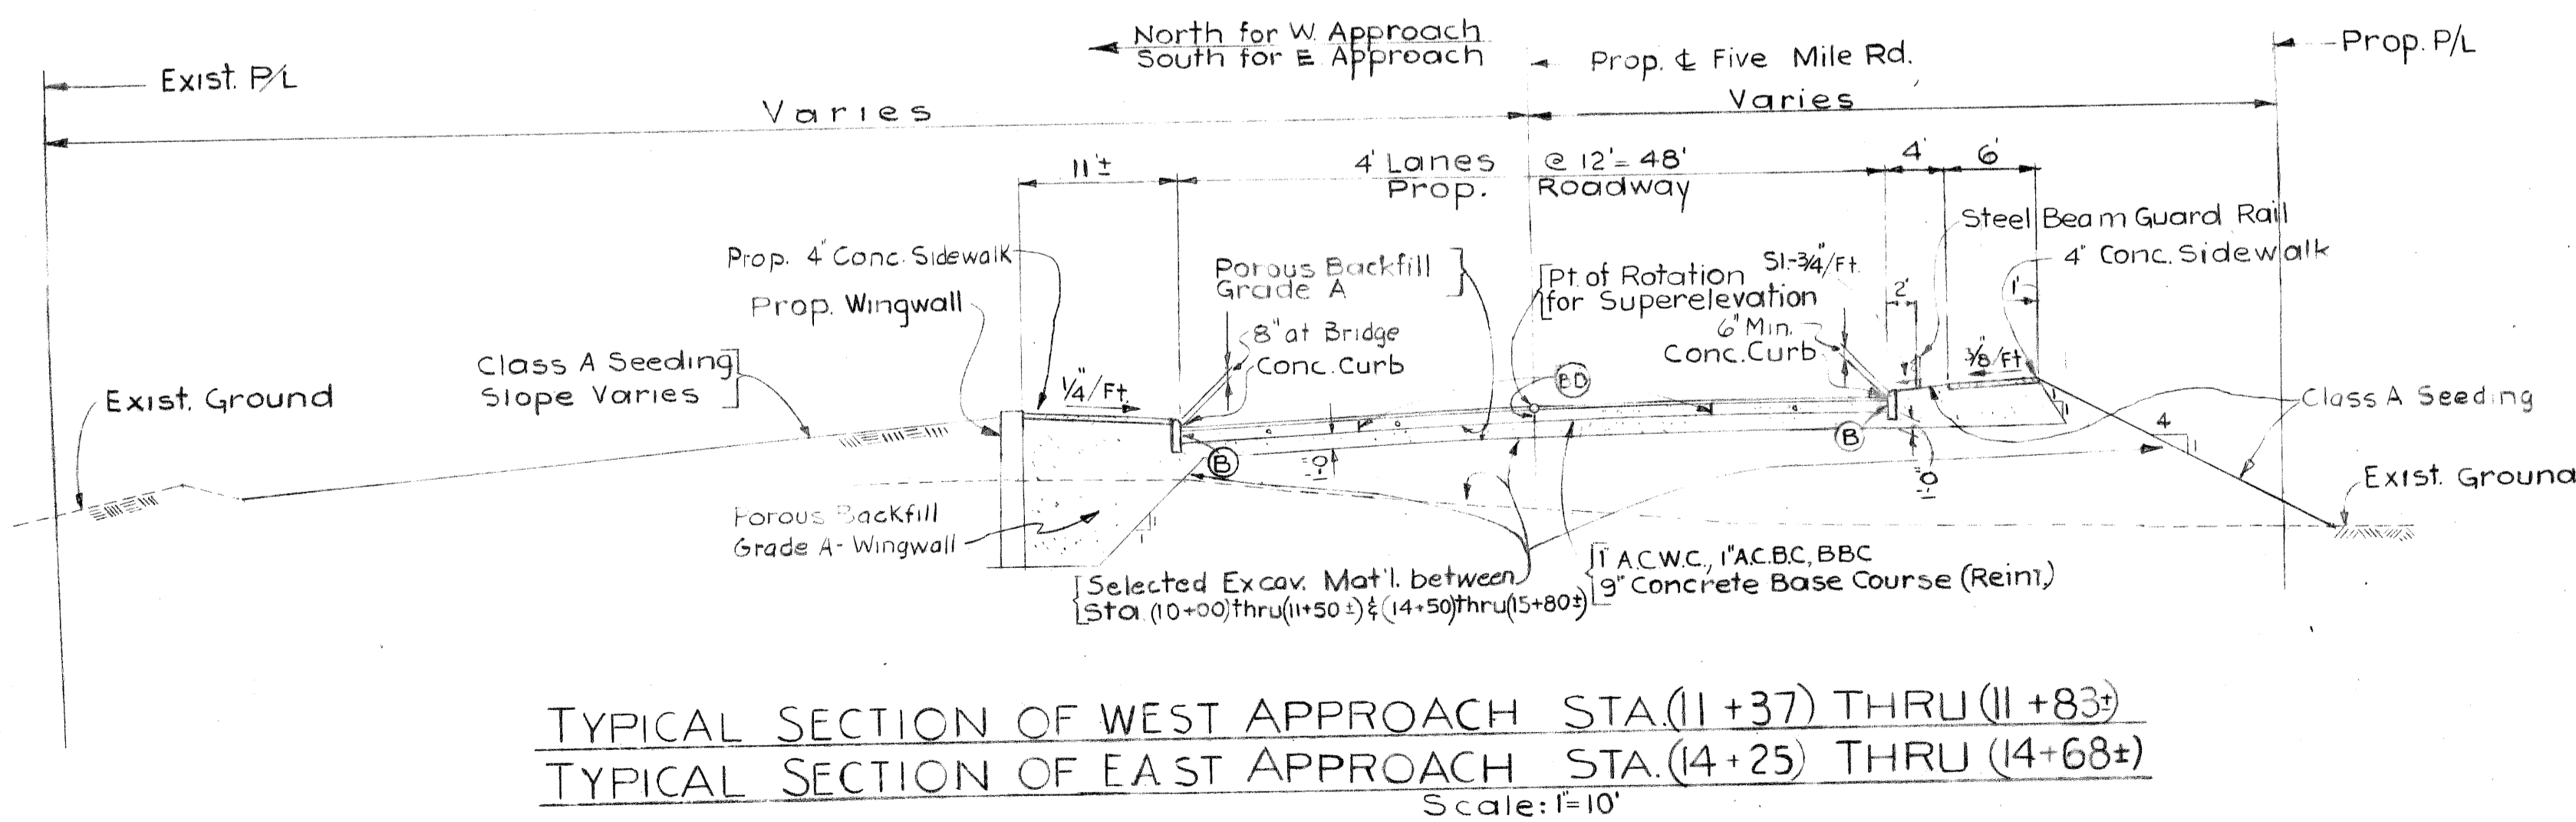 North for W. Approach
South for E Approach
Prop. ℄ Five Mile Rd.
Prop. P/L
Exist. P/L
Varies
Varies
11'±
4' Lanes @ 12'= 48'
Prop. Roadway
4'
6'
Steel Beam Guard Rail
4" Conc. Sidewalk
Prop. 4" Conc. Sidewalk
Prop. Wingwall
Porous Backfill
Grade A
Pt. of Rotation
for Superelevation
Sl.-3/4"/Ft.
2'
1'
8" at Bridge
Conc. Curb
6" Min.
Conc. Curb
3/8"/Ft
Class A Seeding
Slope Varies
1/4"/Ft.
BD
Exist. Ground
Class A Seeding
B
B
4
1
1'-0"
1'-0"
Exist. Ground
Porous Backfill
Grade A - Wingwall
1
1
Selected Excav. Mat'l. between
Sta. (10+00) thru (11+50±) & (14+50) thru (15+80±)
1" A.C.W.C., 1" A.C.B.C, BBC
9" Concrete Base Course (Reinf.)
TYPICAL SECTION OF WEST APPROACH STA.(11+37) THRU (11+83±)
TYPICAL SECTION OF EAST APPROACH STA.(14+25) THRU (14+68±)
Scale: 1"=10'